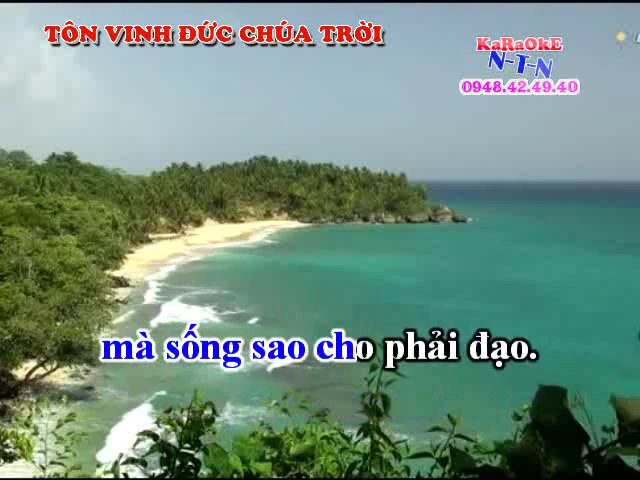 TÔN VINH ĐỨC CHÚA TRỜI
KaRaOkE
N-T-N
0948.42.49.40
mà sống sao cho phải đạo.